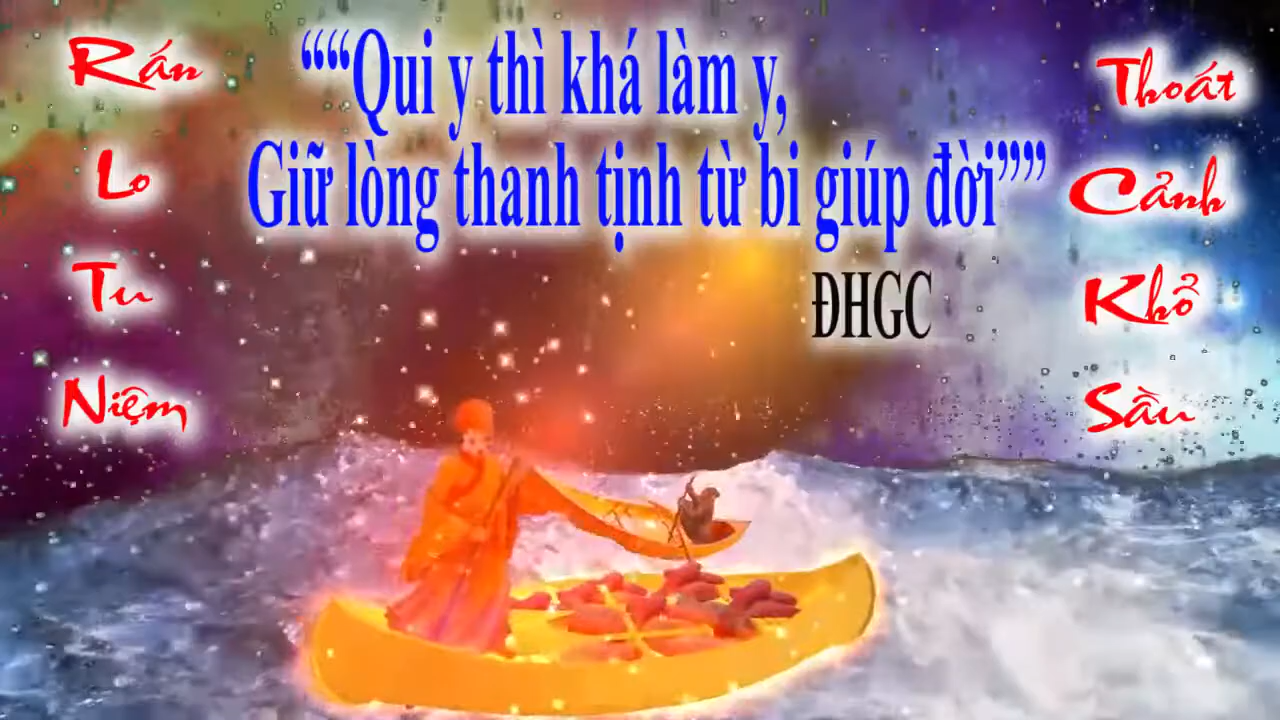 Rán
Lo
Tu
Niệm
““Qui y thì khá làm y,
Giữ lòng thanh tịnh từ bi giúp đời””
ĐHGC
Thoát
Cảnh
Khổ
Sầu